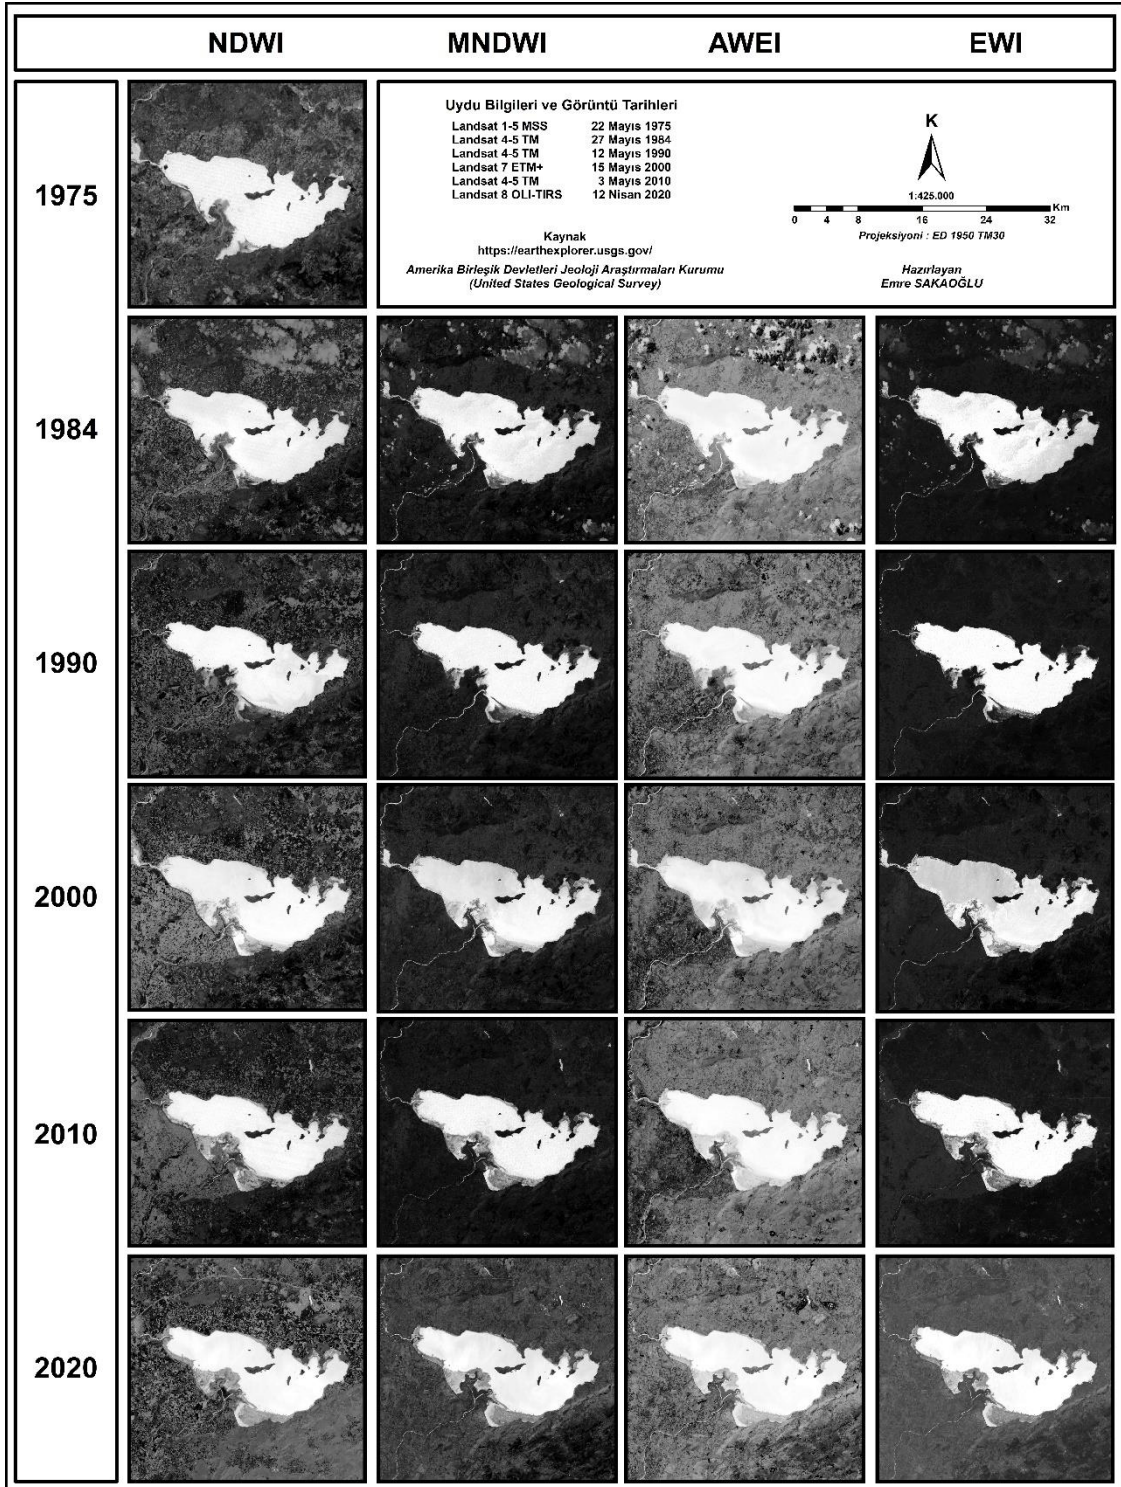 NDWI MNDWI AWEI EWI
1975
Uydu Bilgileri ve Görüntü Tarihleri
Landsat 1-5 MSS 22 Mayıs 1975
Landsat 4-5 TM 27 Mayıs 1984
Landsat 4-5 TM 12 Mayıs 1990
Landsat 7 ETM+ 15 Mayıs 2000
Landsat 4-5 TM 3 Mayıs 2010
Landsat 8 OLI-TIRS 12 Nisan 2020
Kaynak
https://earthexplorer.usgs.gov/
Amerika Birleşik Devletleri Jeoloji Araştırmaları Kurumu
(United States Geological Survey)
K
1:425.000
Km
0 4 8 16 24 32
Projeksiyonı : ED 1950 TM30
Hazırlayan
Emre SAKAOĞLU
1984
1990
2000
2010
2020